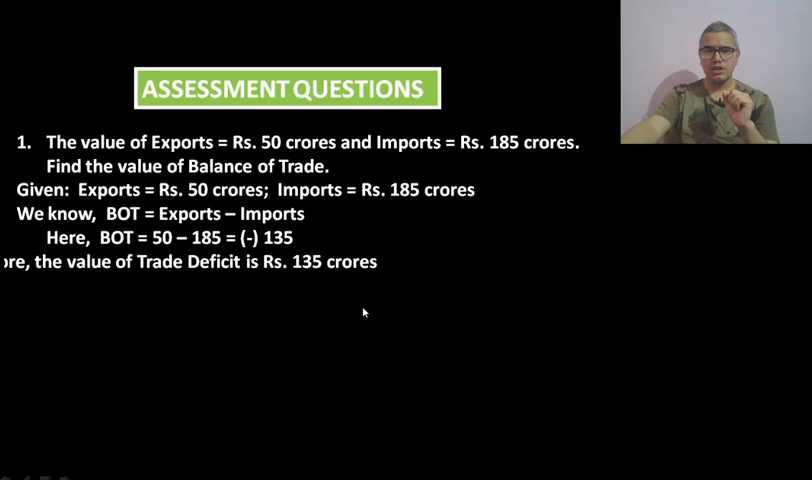 ASSESSMENT QUESTIONS
1. The value of Exports = Rs. 50 crores and Imports = Rs. 185 crores.
Find the value of Balance of Trade.
Given: Exports = Rs. 50 crores; Imports = Rs. 185 crores
We know, BOT = Exports – Imports
Here, BOT = 50 – 185 = (-) 135
ore, the value of Trade Deficit is Rs. 135 crores